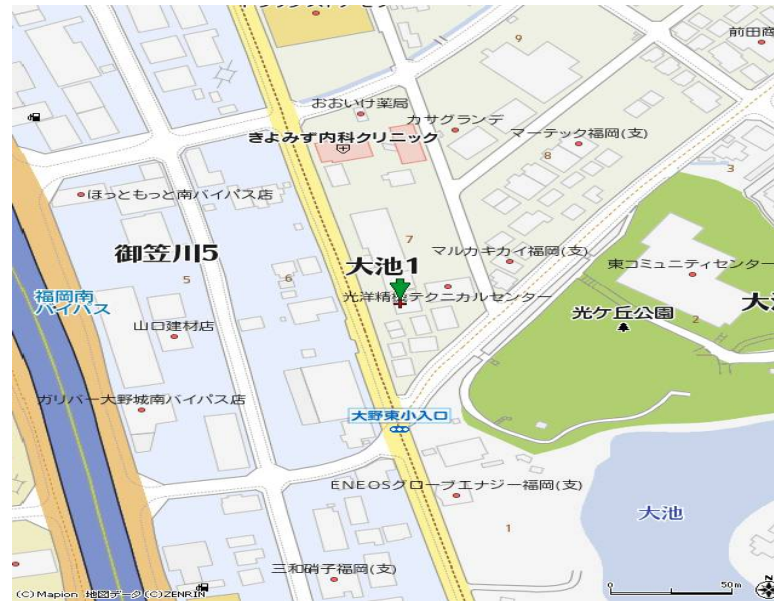 9
前田商
おおいけ薬局
カサグランデ
きよみず内科クリニック
マーテック福岡(支)
8
3
ほっともっと南バイパス店
7
御笠川5
大池1
マルカキカイ福岡(支)
東コミュニティセンター
5
6
福岡南
バイパス
光洋精機テクニカルセンター
光ケ丘公園
2
山口建材店
ガリバー大野城南バイパス店
大野東小入口
ENEOSグローブエナジー福岡(支)
大池
1
三和硝子福岡(支)
0
50m
N
(C)Mapion 地図データ(C)ZENRIN